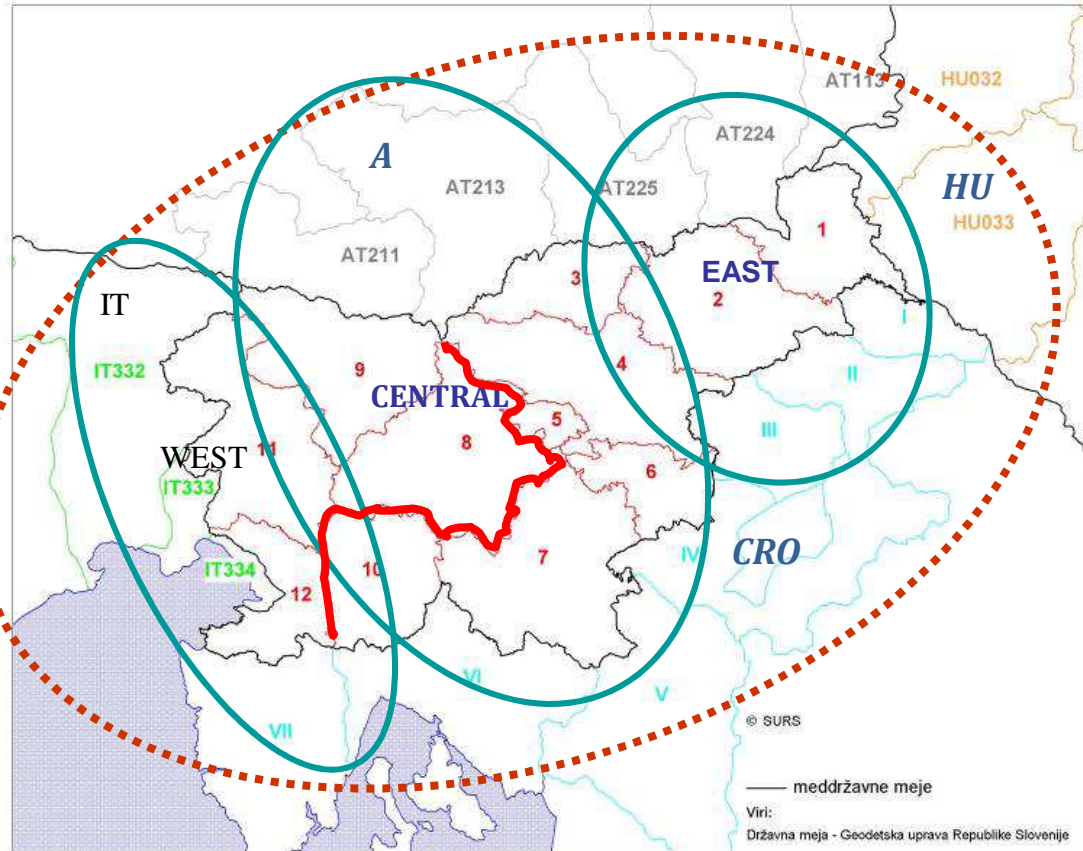 AT113
HU032
AT224
A
AT213
AT225
HU
HU033
1
AT211
3
EAST
2
IT
I
IT332
9
4
II
CENTRAL
5
III
8
11
WEST
6
IT333
IV
CRO
7
IT334
10
12
VI
V
VII
© SURS
meddržavne meje
Viri:
Državna meja - Geodetska uprava Republike Slovenije